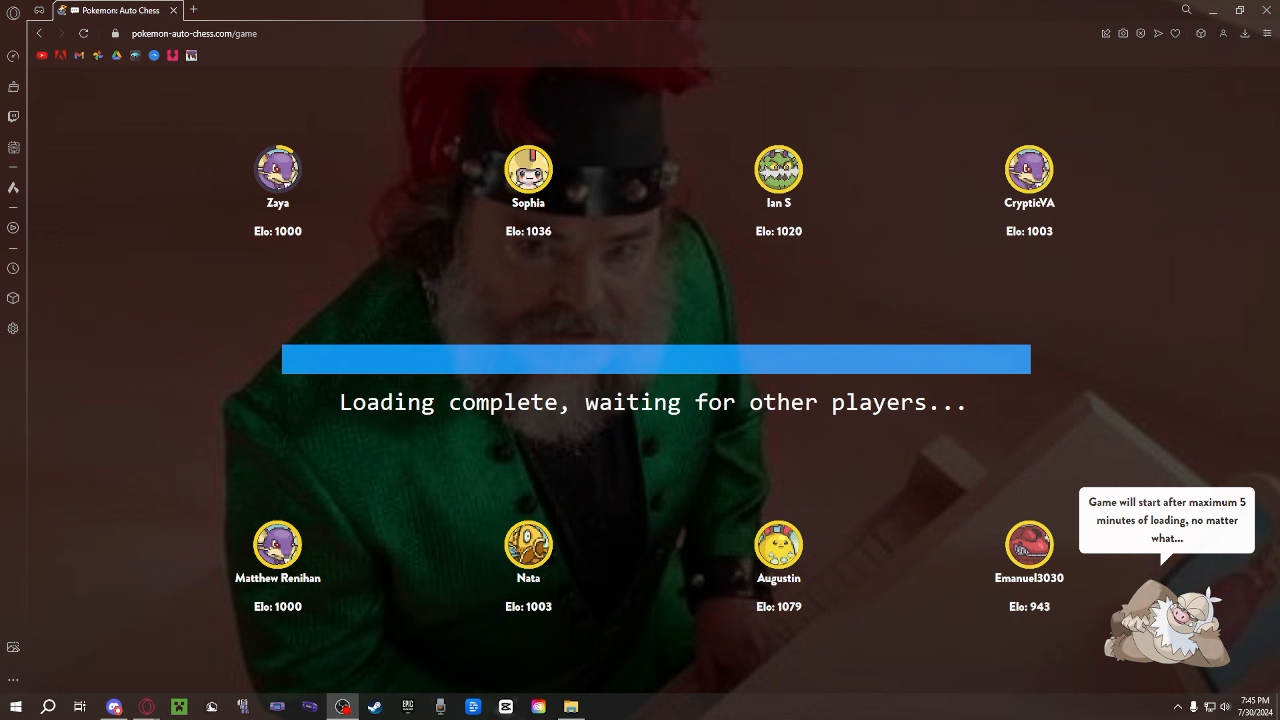 Pokemon: Auto Chess
pokemon-auto-chess.com/game
Zaya
Elo: 1000
Sophia
Elo: 1036
Ian S
Elo: 1020
CrypticVA
Elo: 1003
Loading complete, waiting for other players...
Matthew Renihan
Elo: 1000
Nata
Elo: 1003
Augustin
Elo: 1079
Emanuel3030
Elo: 943
Game will start after maximum 5
minutes of loading, no matter
what...
EPIC
7:45 PM
7/30/2024